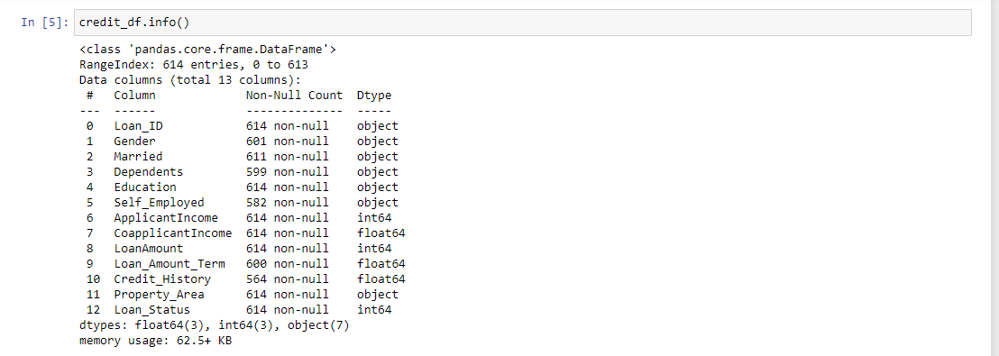 In [5]: credit_df.info()
<class 'pandas.core.frame.DataFrame'>
RangeIndex: 614 entries, 0 to 613
Data columns (total 13 columns):
 #   Column             Non-Null Count  Dtype
---  ------             --------------  -----
 0   Loan_ID            614 non-null    object
 1   Gender             601 non-null    object
 2   Married            611 non-null    object
 3   Dependents         599 non-null    object
 4   Education          614 non-null    object
 5   Self_Employed      582 non-null    object
 6   ApplicantIncome    614 non-null    int64
 7   CoapplicantIncome  614 non-null    float64
 8   LoanAmount         614 non-null    int64
 9   Loan_Amount_Term   600 non-null    float64
 10  Credit_History     564 non-null    float64
 11  Property_Area      614 non-null    object
 12  Loan_Status        614 non-null    int64
dtypes: float64(3), int64(3), object(7)
memory usage: 62.5+ KB